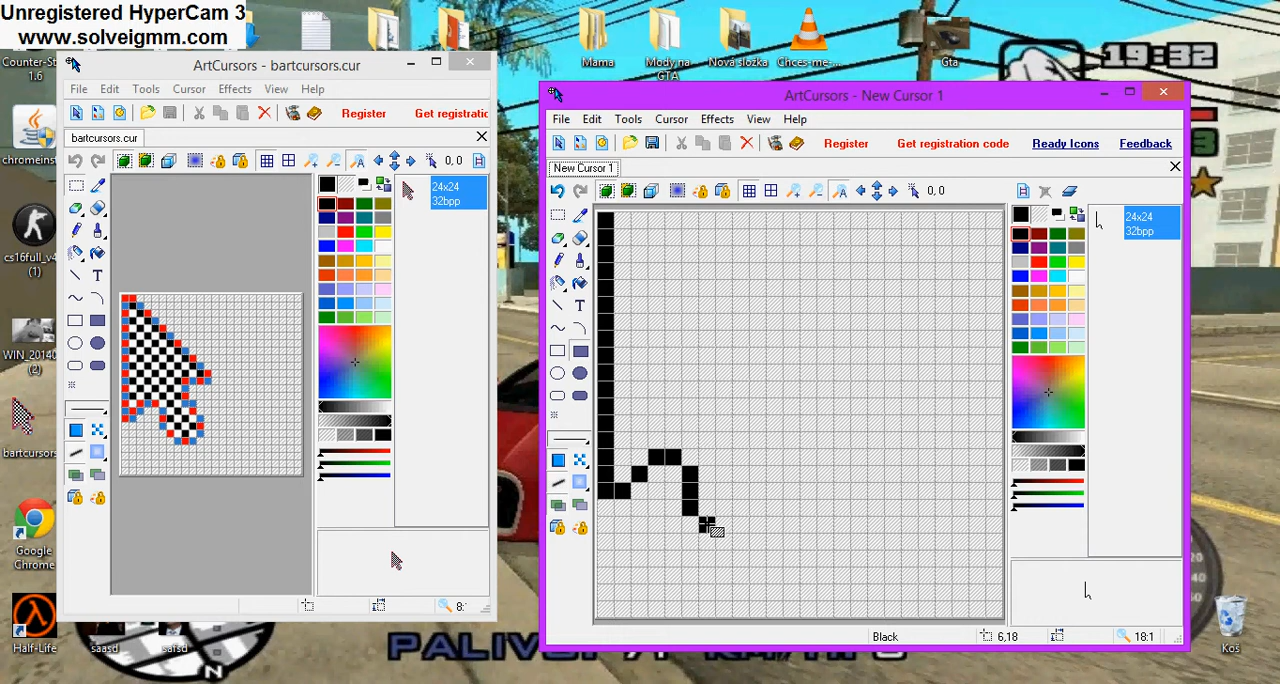 Unregistered HyperCam 3
www.solveigmm.com
Counter-St
1.6
Mama
Mody na
GTA
Nová složka
Chces-me-...
Gta
19:32
ArtCursors - bartcursors.cur
File Edit Tools Cursor Effects View Help
Register Get registratic
bartcursors.cur
0, 0
24x24
32bpp
8:
ArtCursors - New Cursor 1
File Edit Tools Cursor Effects View Help
Register Get registration code Ready Icons Feedback
New Cursor 1
0, 0
24x24
32bpp
Black 6,18 18:1
chromeinst
cs16full_v4
(1)
WIN_20140
(2)
bartcursors
Google
Chrome
Half-Life
saasd
safsd
Koš
N